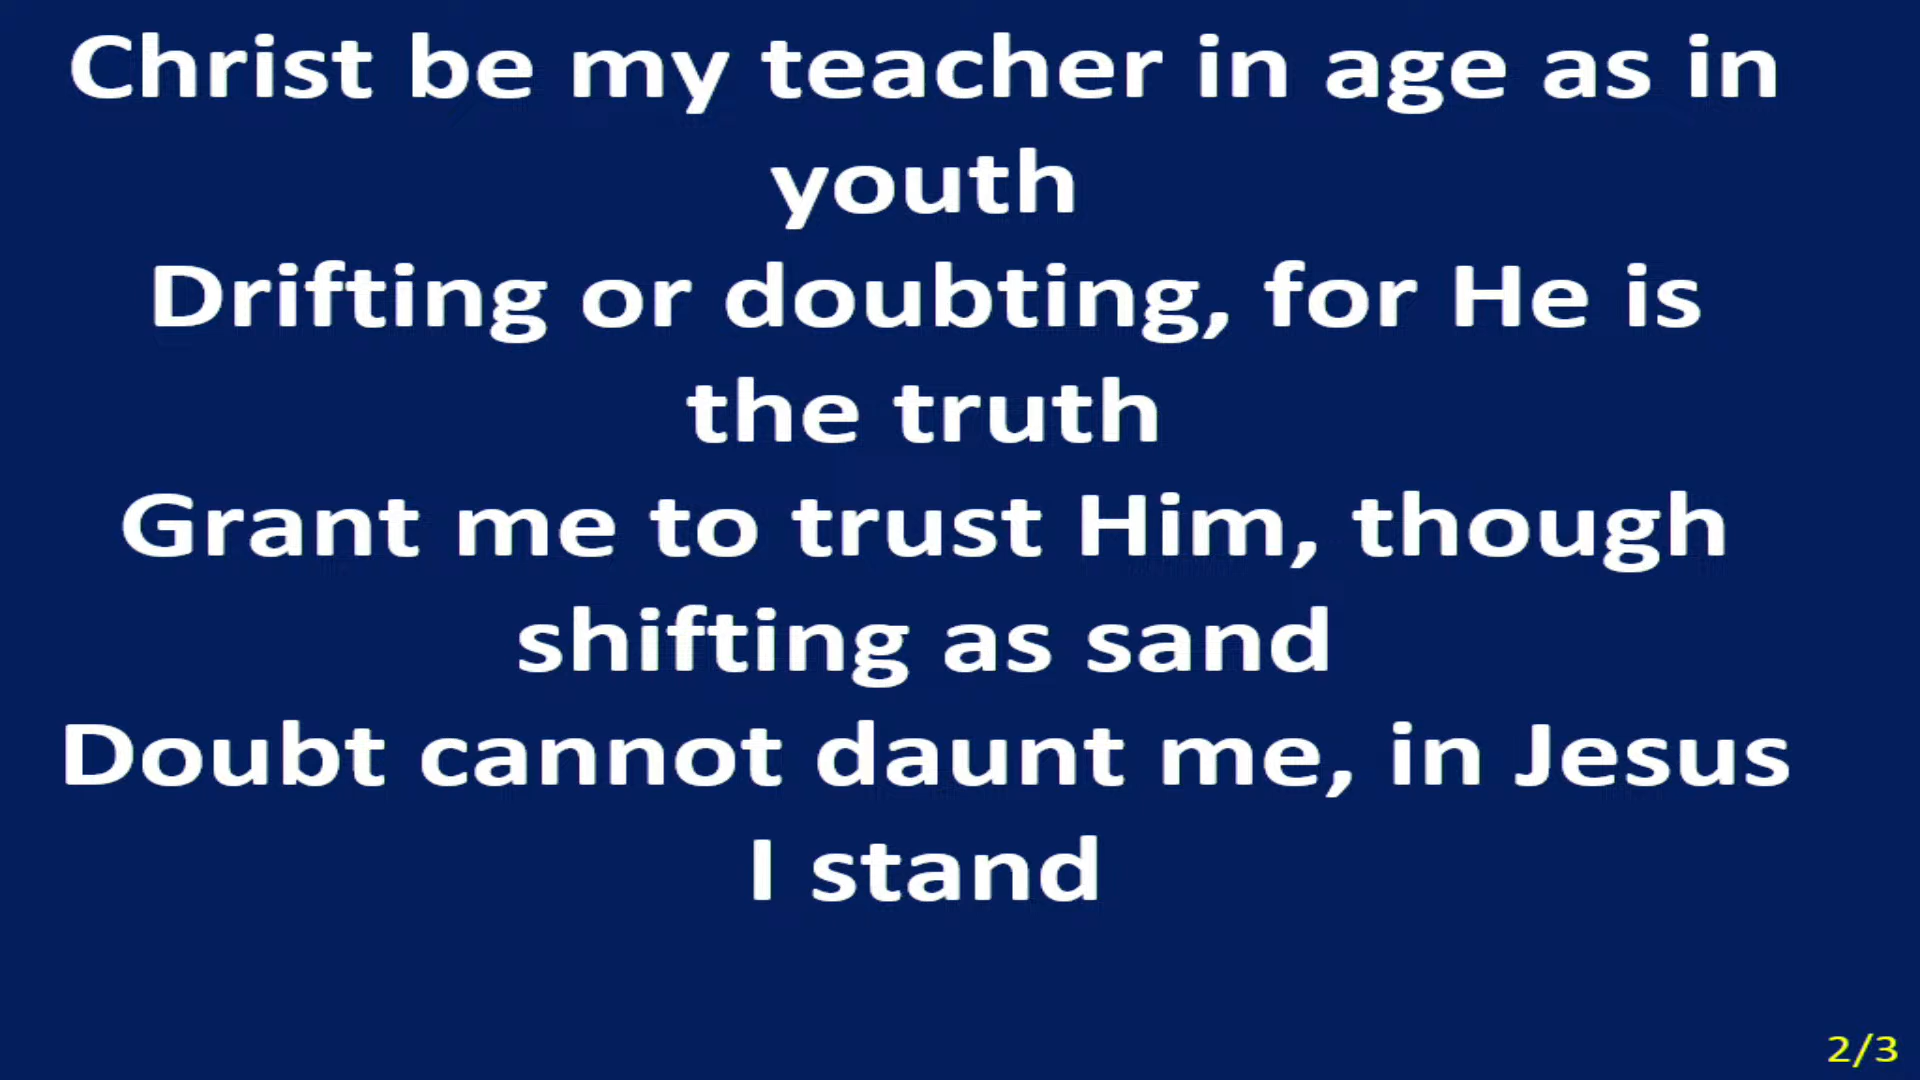 Christ be my teacher in age as in
youth
Drifting or doubting, for He is
the truth
Grant me to trust Him, though
shifting as sand
Doubt cannot daunt me, in Jesus
I stand
2/3